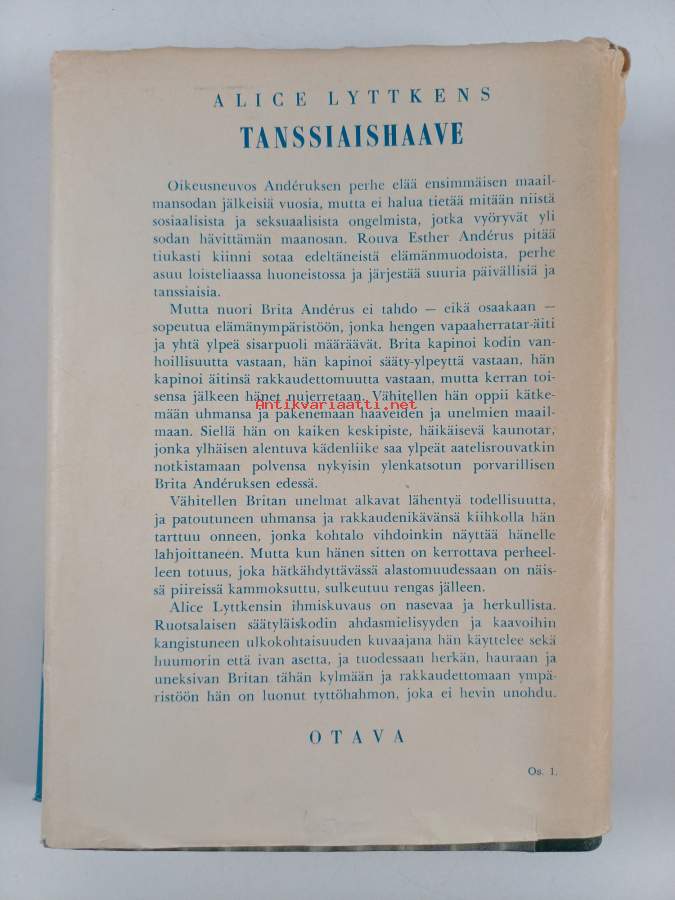 ALICE LYTTKENS
TANSSIAISHAAVE
Oikeusneuvos Andéruksen perhe elää ensimmäisen maail-
mansodan jälkeisiä vuosia, mutta ei halua tietää mitään niistä
sosiaalisista ja seksuaalisista ongelmista, jotka vyöryvät yli
sodan hävittämän maanosan. Rouva Esther Andérus pitää
tiukasti kiinni sotaa edeltäneistä elämänmuodoista, perhe
asuu loisteliaassa huoneistossa ja järjestää suuria päivällisiä ja
tanssiaisia.
Mutta nuori Brita Andérus ei tahdo — eikä osaakaan —
sopeutua elämänympäristöön, jonka hengen vapaaherratar-äiti
ja yhtä ylpeä sisarpuoli määräävät. Brita kapinoi kodin van-
hoillisuutta vastaan, hän kapinoi sääty-ylpeyttä vastaan, hän
kapinoi äitinsä rakkaudettomuutta vastaan, mutta kerran toi-
sensa jälkeen hänet nujerretaan. Vähitellen hän oppii kätke-
mään uhmansa ja pakenemaan haaveiden ja unelmien maail-
maan. Siellä hän on kaiken keskipiste, häikäisevä kaunotar,
jonka ylhäisen alentuva kädenliike saa ylpeät aatelisrouvatkin
notkistamaan polvensa nykyisin ylenkatsotun porvarillisen
Brita Andéruksen edessä.
Vähitellen Britan unelmat alkavat lähentyä todellisuutta,
ja patoutuneen uhmansa ja rakkaudenikävänsä kiihkolla hän
tarttuu onneen, jonka kohtalo vihdoinkin näyttää hänelle
lahjoittaneen. Mutta kun hänen sitten on kerrottava perheel-
leen totuus, joka hätkähdyttävässä alastomuudessaan on näis-
sä piireissä kammoksuttu, sulkeutuu rengas jälleen.
Alice Lyttkensin ihmiskuvaus on nasevaa ja herkullista.
Ruotsalaisen säätyläiskodin ahdasmielisyyden ja kaavoihin
kangistuneen ulkokohtaisuuden kuvaajana hän käyttelee sekä
huumorin että ivan asetta, ja tuodessaan herkän, hauraan ja
uneksivan Britan tähän kylmään ja rakkaudettomaan ympä-
ristöön hän on luonut tyttöhahmon, joka ei hevin unohdu.
OTAVA
Os. 1.
Antikvariaatti.net